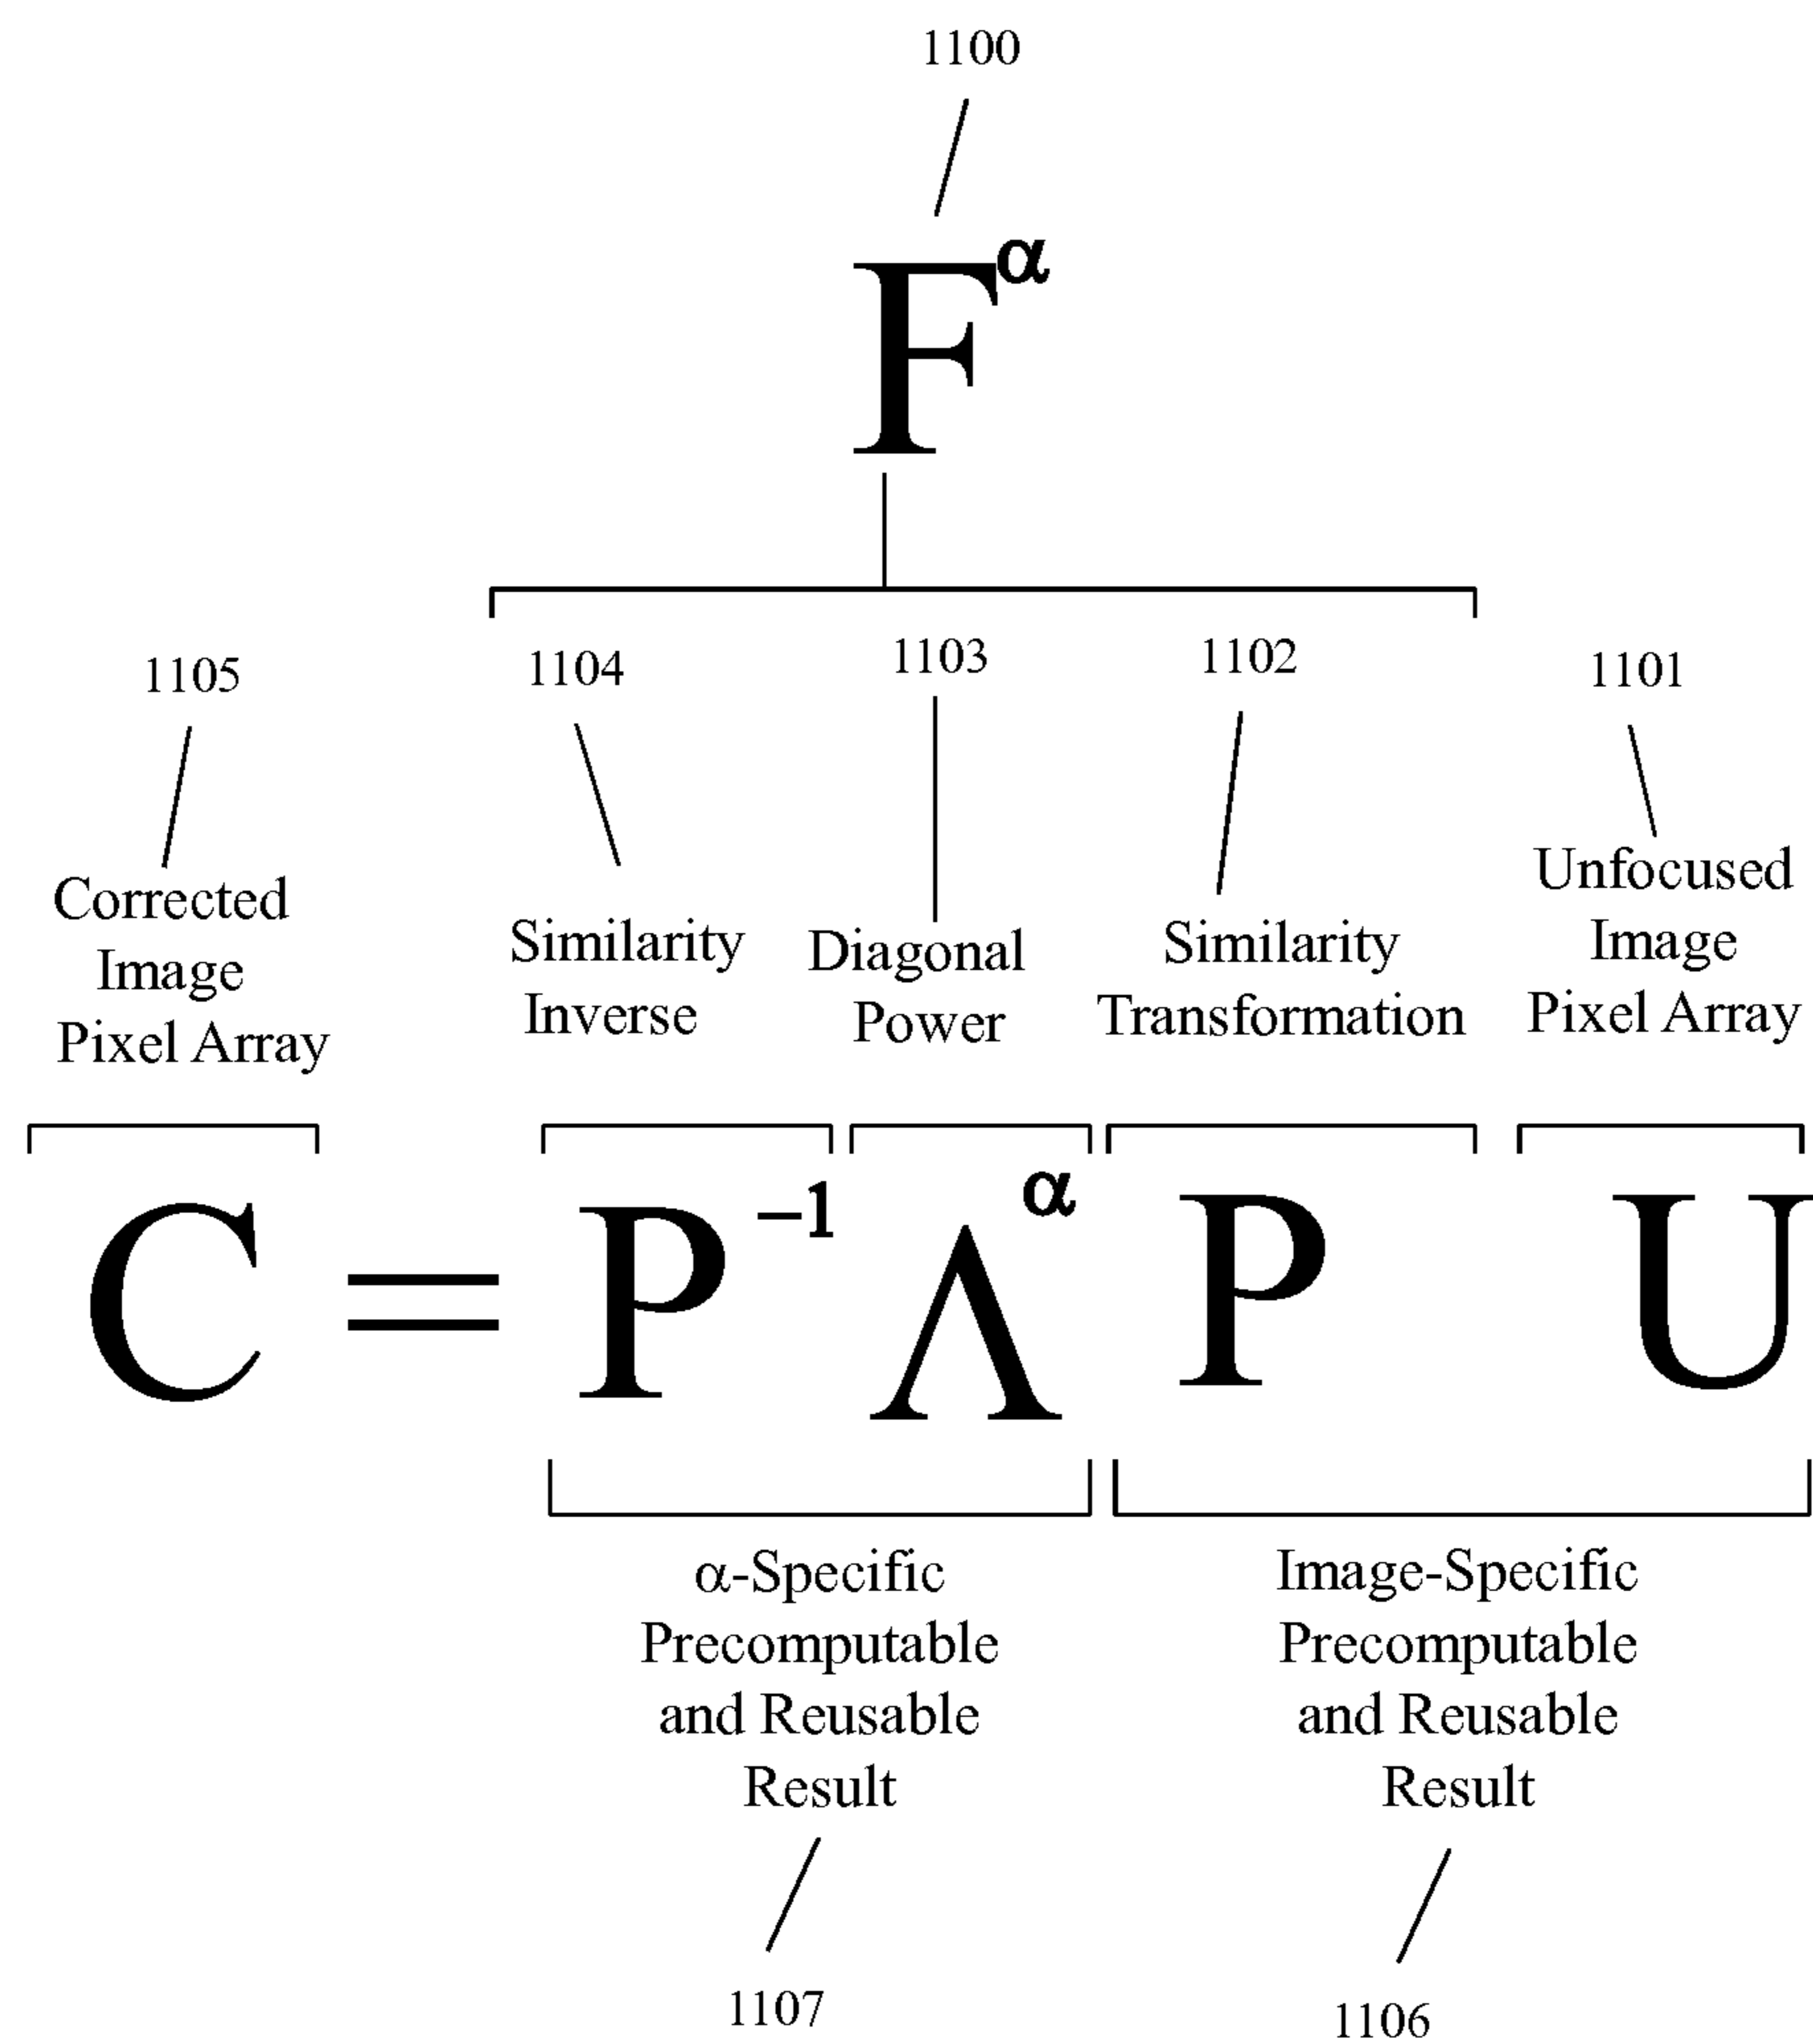 1100
F^α
1105
1104
1103
1102
1101
Corrected
Image
Pixel Array
Similarity
Inverse
Diagonal
Power
Similarity
Transformation
Unfocused
Image
Pixel Array
C = P^−1 Λ^α P U
α-Specific
Precomputable
and Reusable
Result
Image-Specific
Precomputable
and Reusable
Result
1107
1106